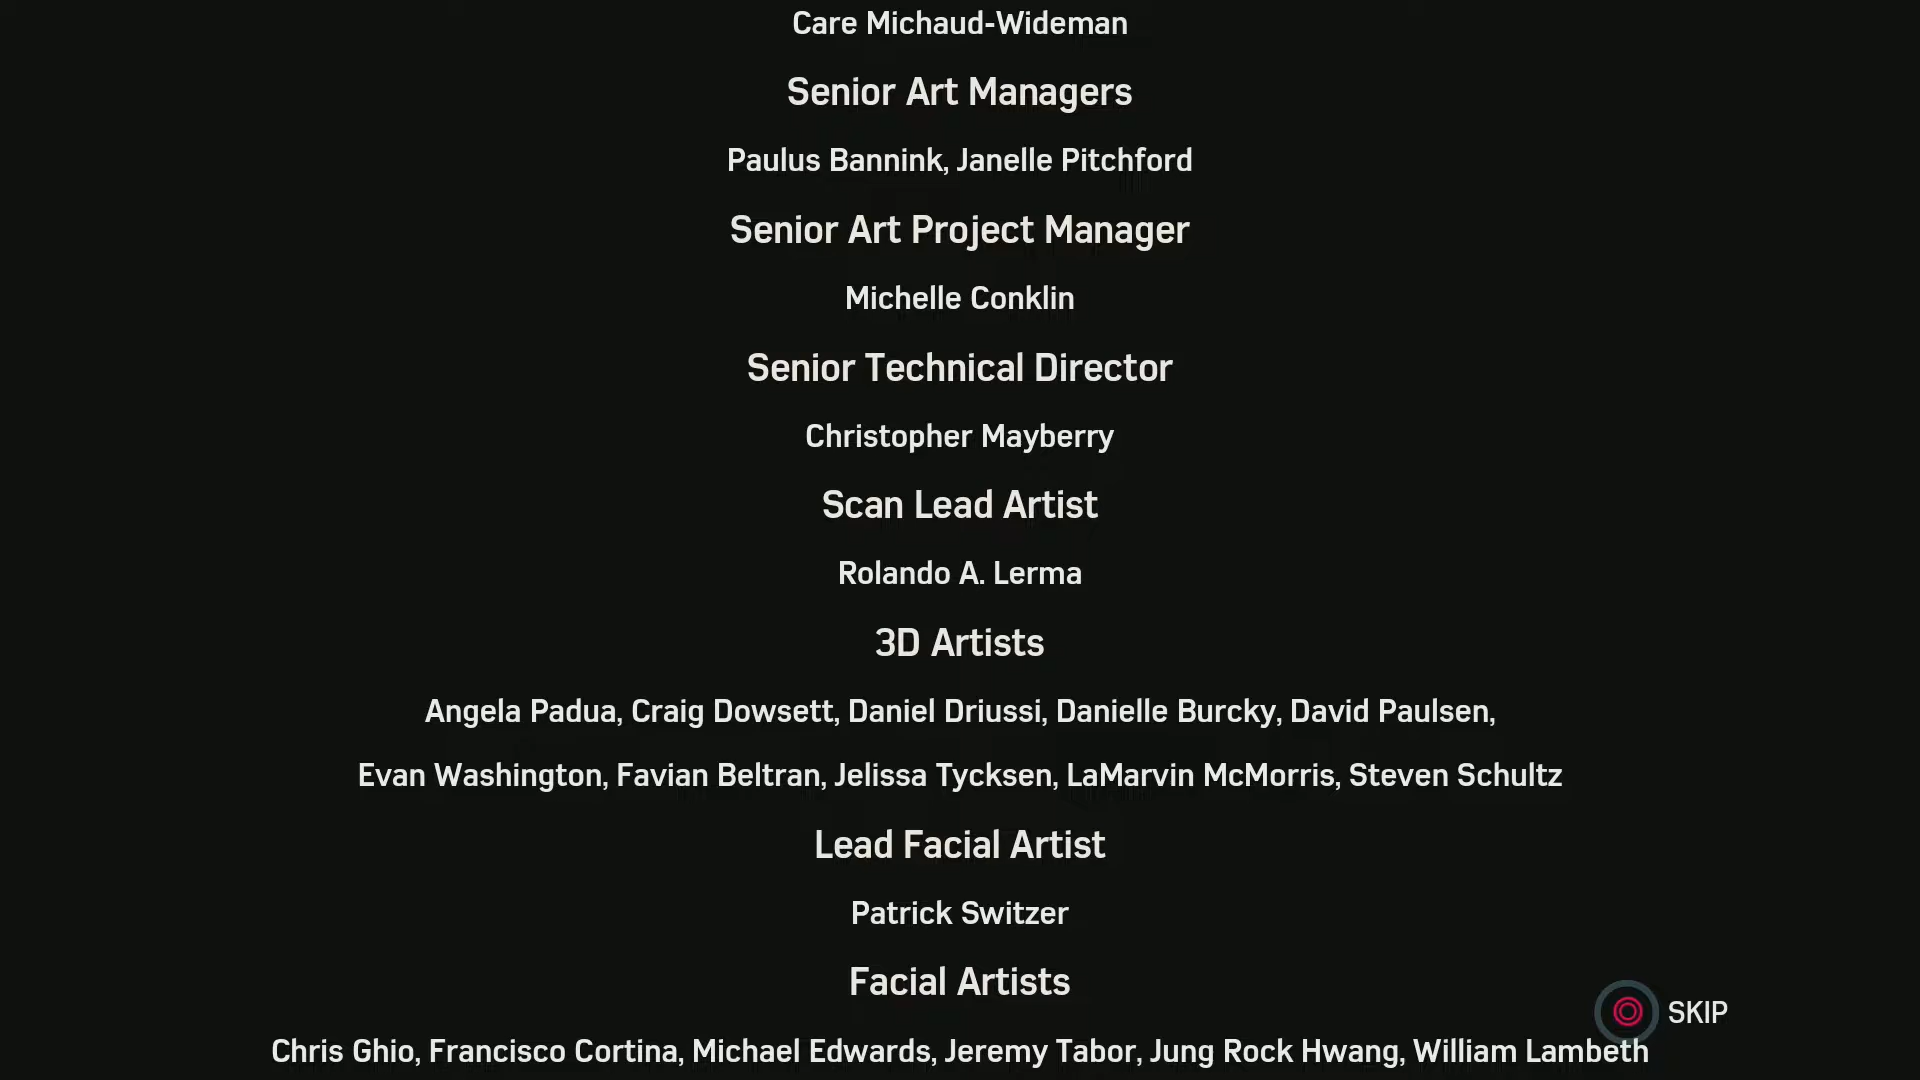 Care Michaud-Wideman
Senior Art Managers
Paulus Bannink, Janelle Pitchford
Senior Art Project Manager
Michelle Conklin
Senior Technical Director
Christopher Mayberry
Scan Lead Artist
Rolando A. Lerma
3D Artists
Angela Padua, Craig Dowsett, Daniel Driussi, Danielle Burcky, David Paulsen,
Evan Washington, Favian Beltran, Jelissa Tycksen, LaMarvin McMorris, Steven Schultz
Lead Facial Artist
Patrick Switzer
Facial Artists
SKIP
Chris Ghio, Francisco Cortina, Michael Edwards, Jeremy Tabor, Jung Rock Hwang, William Lambeth